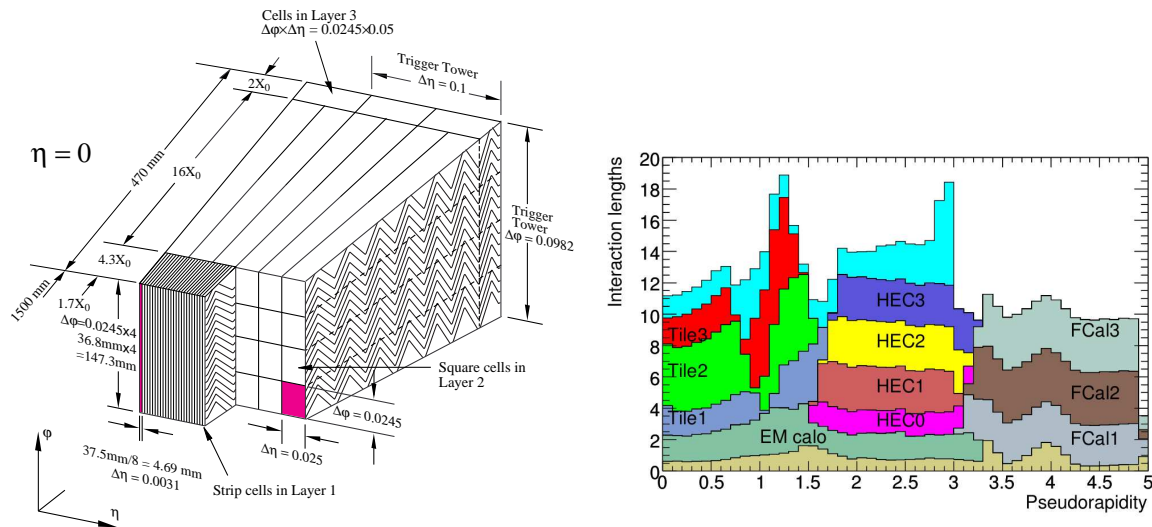 Cells in Layer 3
Δφ×Δη = 0.0245×0.05
Trigger Tower
Δη = 0.1
2X₀
η = 0
470 mm
16X₀
Trigger
Tower
Δφ = 0.0982
4.3X₀
1500 mm
1.7X₀
Δφ=0.0245x4
36.8mmx4
=147.3mm
Square cells in
Layer 2
Δφ = 0.0245
Δη = 0.025
37.5mm/8 = 4.69 mm
Δη = 0.0031
Strip cells in Layer 1
φ
η
Interaction lengths
20
18
16
14
12
10
8
6
4
2
0
Tile3
Tile2
Tile1
EM calo
HEC3
HEC2
HEC1
HEC0
FCal3
FCal2
FCal1
0 0.5 1 1.5 2 2.5 3 3.5 4 4.5 5
Pseudorapidity